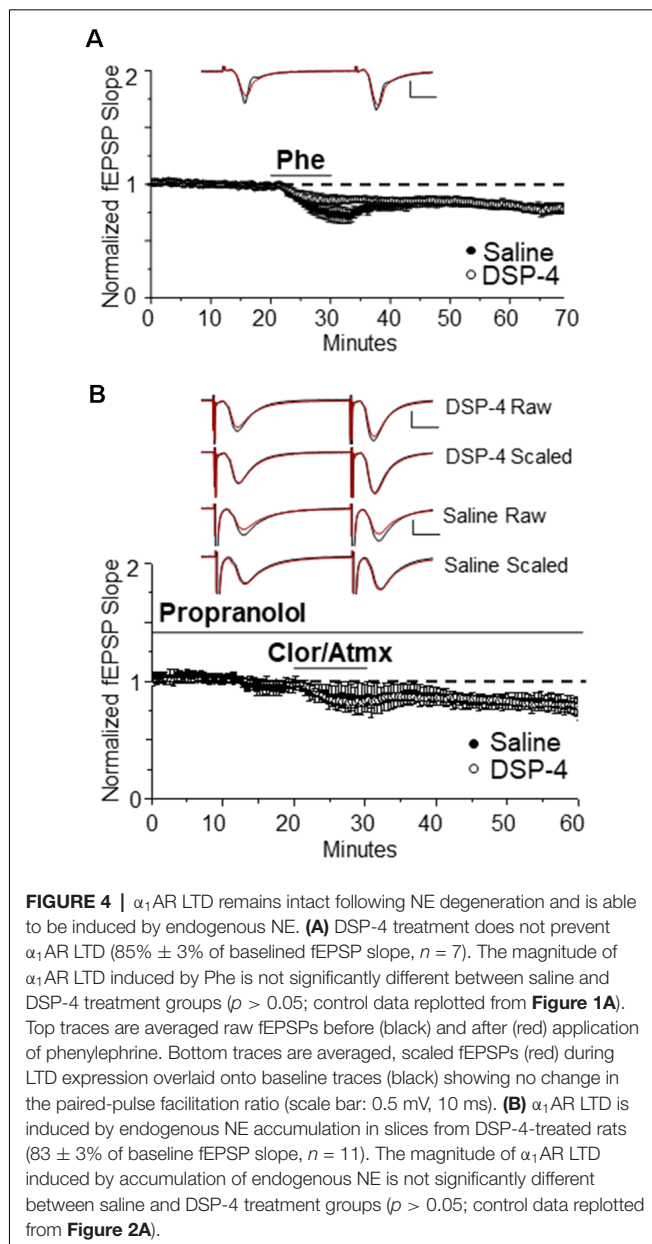 A
2
Phe
Normalized fEPSP Slope
1
Saline
DSP-4
0
0 10 20 30 40 50 60 70
Minutes
B
DSP-4 Raw
DSP-4 Scaled
Saline Raw
Saline Scaled
2
Propranolol
Clor/Atmx
Normalized fEPSP Slope
1
Saline
DSP-4
0
0 10 20 30 40 50 60
Minutes
FIGURE 4 | α₁AR LTD remains intact following NE degeneration and is able
to be induced by endogenous NE. (A) DSP-4 treatment does not prevent
α₁AR LTD (85% ± 3% of baselined fEPSP slope, n = 7). The magnitude of
α₁AR LTD induced by Phe is not significantly different between saline and
DSP-4 treatment groups (p > 0.05; control data replotted from Figure 1A).
Top traces are averaged raw fEPSPs before (black) and after (red) application
of phenylephrine. Bottom traces are averaged, scaled fEPSPs (red) during
LTD expression overlaid onto baseline traces (black) showing no change in
the paired-pulse facilitation ratio (scale bar: 0.5 mV, 10 ms). (B) α₁AR LTD is
induced by endogenous NE accumulation in slices from DSP-4-treated rats
(83 ± 3% of baseline fEPSP slope, n = 11). The magnitude of α₁AR LTD
induced by accumulation of endogenous NE is not significantly different
between saline and DSP-4 treatment groups (p > 0.05; control data replotted
from Figure 2A).